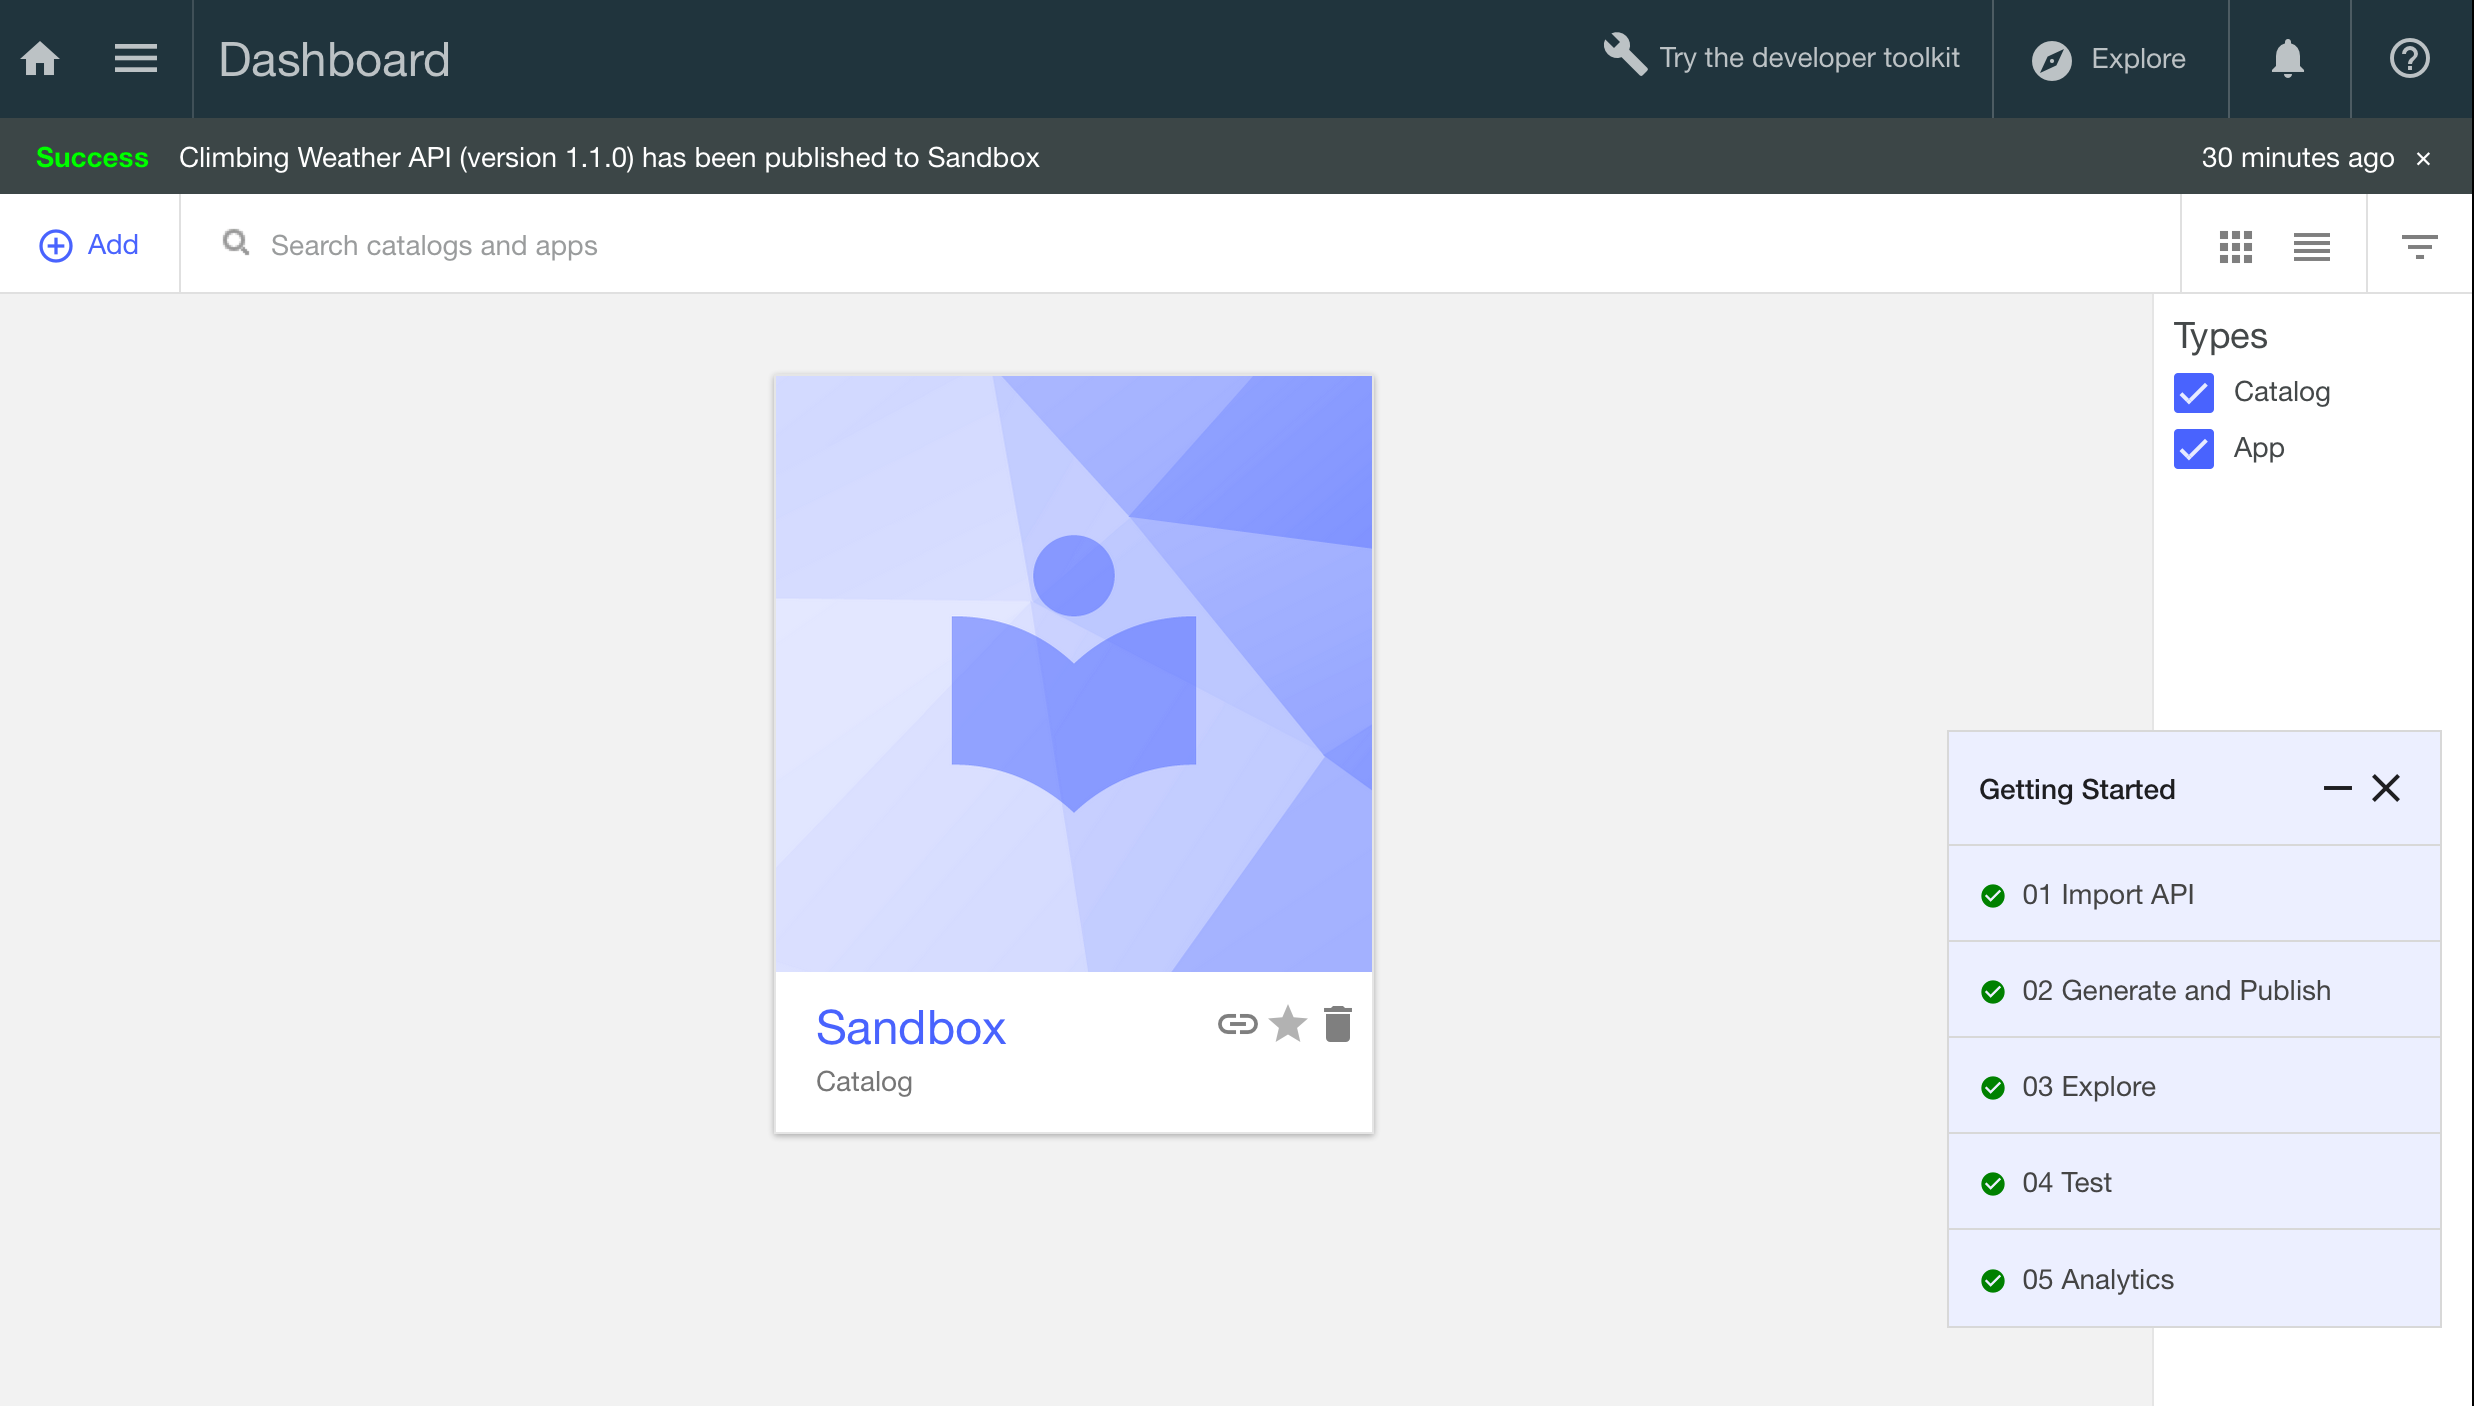 Dashboard
Try the developer toolkit
Explore
Success Climbing Weather API (version 1.1.0) has been published to Sandbox
30 minutes ago ×
Add
Search catalogs and apps
Types
Catalog
App
Sandbox
Catalog
Getting Started
01 Import API
02 Generate and Publish
03 Explore
04 Test
05 Analytics